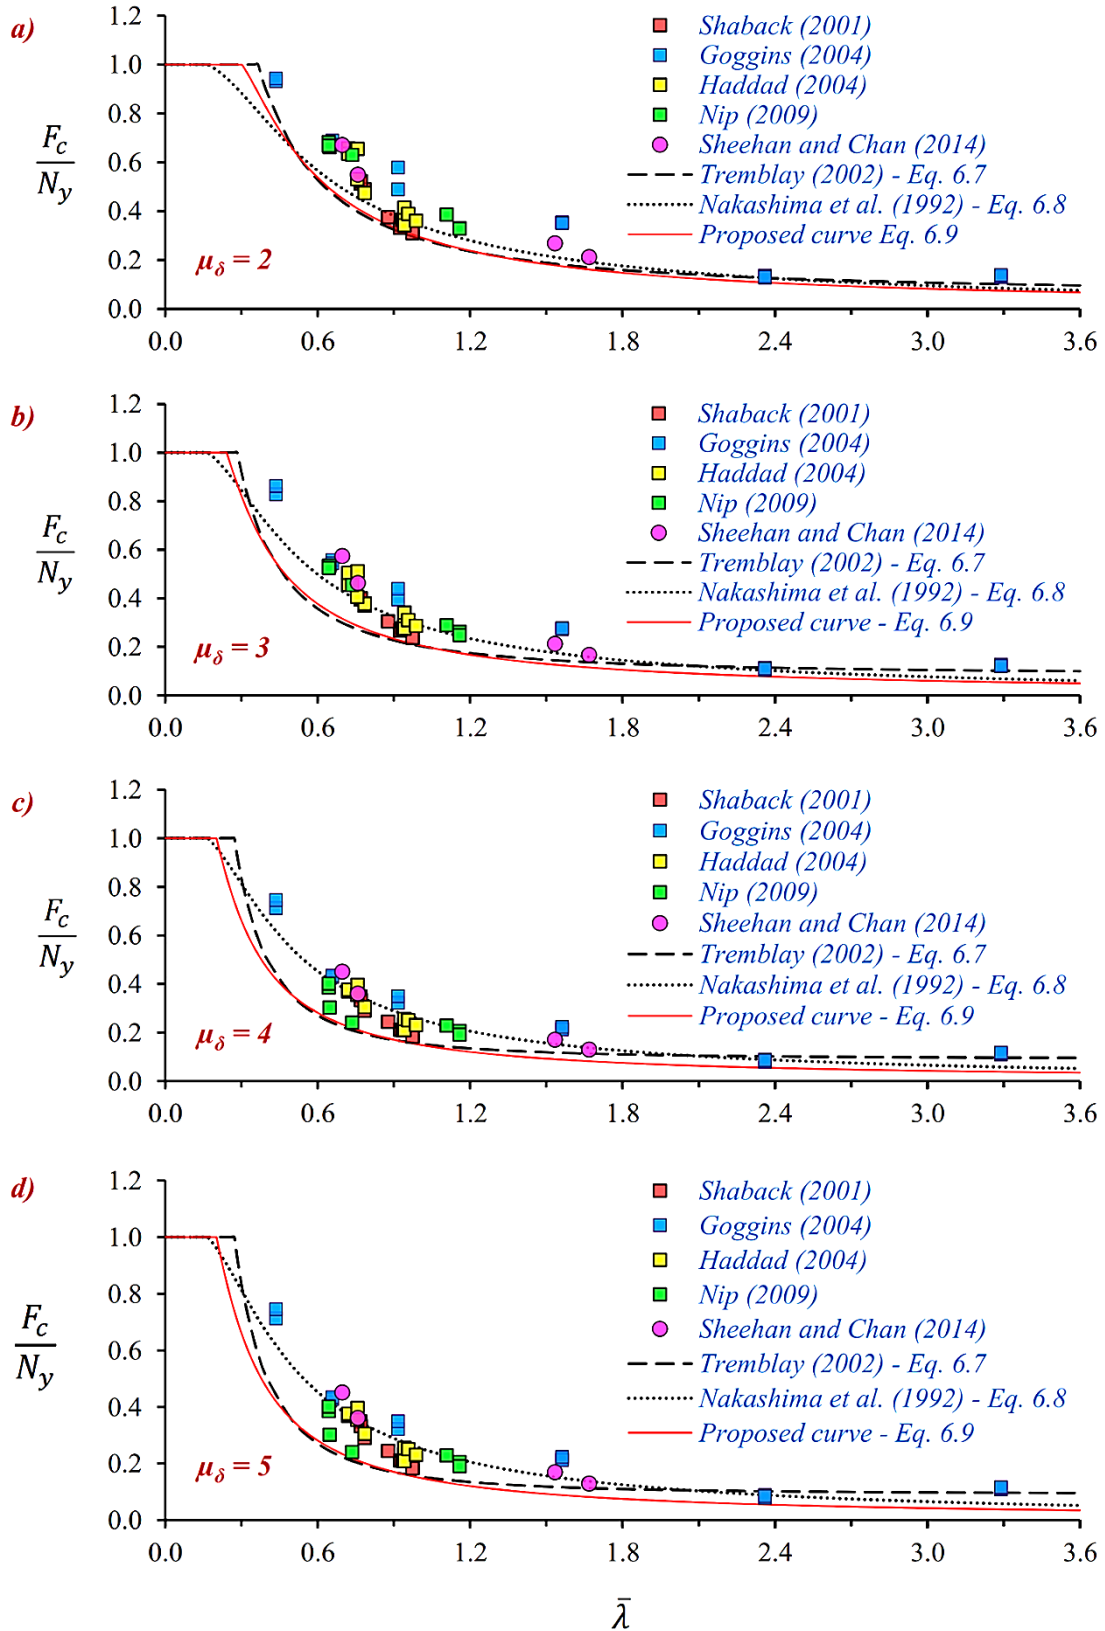 a)
1.2
1.0
0.8
0.6
0.4
0.2
0.0
F_c
N_y
Shaback (2001)
Goggins (2004)
Haddad (2004)
Nip (2009)
Sheehan and Chan (2014)
Tremblay (2002) - Eq. 6.7
Nakashima et al. (1992) - Eq. 6.8
Proposed curve Eq. 6.9
μ_δ = 2
0.0 0.6 1.2 1.8 2.4 3.0 3.6
b)
1.2
1.0
0.8
0.6
0.4
0.2
0.0
F_c
N_y
Shaback (2001)
Goggins (2004)
Haddad (2004)
Nip (2009)
Sheehan and Chan (2014)
Tremblay (2002) - Eq. 6.7
Nakashima et al. (1992) - Eq. 6.8
Proposed curve - Eq. 6.9
μ_δ = 3
0.0 0.6 1.2 1.8 2.4 3.0 3.6
c)
1.2
1.0
0.8
0.6
0.4
0.2
0.0
F_c
N_y
Shaback (2001)
Goggins (2004)
Haddad (2004)
Nip (2009)
Sheehan and Chan (2014)
Tremblay (2002) - Eq. 6.7
Nakashima et al. (1992) - Eq. 6.8
Proposed curve - Eq. 6.9
μ_δ = 4
0.0 0.6 1.2 1.8 2.4 3.0 3.6
d)
1.2
1.0
0.8
0.6
0.4
0.2
0.0
F_c
N_y
Shaback (2001)
Goggins (2004)
Haddad (2004)
Nip (2009)
Sheehan and Chan (2014)
Tremblay (2002) - Eq. 6.7
Nakashima et al. (1992) - Eq. 6.8
Proposed curve - Eq. 6.9
μ_δ = 5
0.0 0.6 1.2 1.8 2.4 3.0 3.6
λ̄